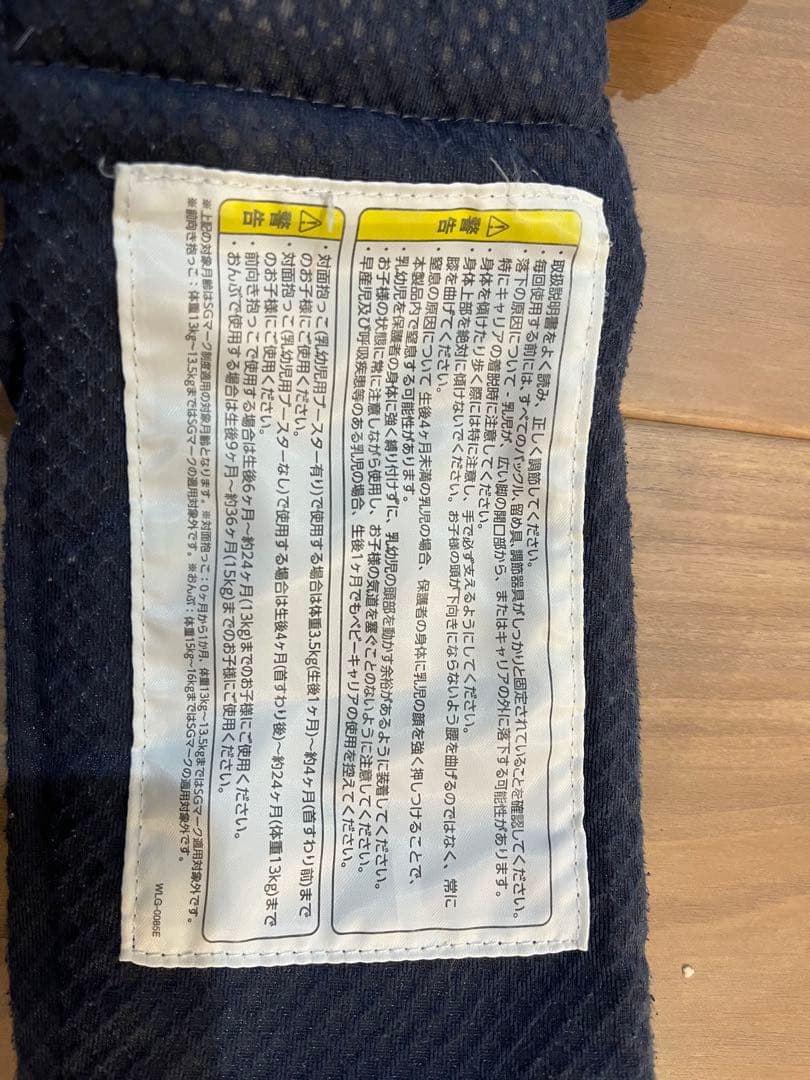 ⚠警告
・取扱説明書をよく読み、正しく調節してください。
・毎回使用する前には、すべてのバックル、留め具、調節器具がしっかりと固定されていることを確認してください。
・落下の原因について - 乳児が、広い脚の開口部から、またはキャリアの外に落下する可能性があります。
特にキャリアの着脱時に注意してください。
・身体を傾けたり歩く際には特に注意し、手で必ず支えるようにしてください。
・身体上部を絶対に傾けないでください。お子様の頭が下向きにならないよう腰を曲げるのではなく、常に
膝を曲げてください。
・窒息の原因について 生後4ヶ月未満の乳児の場合、保護者の身体に乳児の顔を強く押しつけることで、
本製品内で窒息する可能性があります。
・乳幼児を保護者の身体に強く縛り付けずに、乳幼児の頭部を動かす余裕があるように装着してください。
・お子様の状態に常に注意しながら使用し、お子様の気道を塞ぐことのないように注意してください。
・早産児及び呼吸疾患等のある乳児の場合、生後1ヶ月でもベビーキャリアの使用を控えてください。
⚠警告
・対面抱っこ(乳幼児用ブースター有り)で使用する場合は体重3.5kg(生後1ヶ月)～約4ヶ月(首すわり前)まで
のお子様にご使用ください。
・対面抱っこ(乳幼児用ブースターなし)で使用する場合は生後4ヶ月(首すわり後)～約24ヶ月(体重13kg)まで
のお子様にご使用ください。
・前向き抱っこで使用する場合は生後6ヶ月～約24ヶ月(13kg)までのお子様にご使用ください。
・おんぶで使用する場合は生後9ヶ月～約36ヶ月(15kg)までのお子様にご使用ください。
※上記の対象月齢はSGマーク制度適用の対象月齢となります。※対面抱っこ：0ヶ月から1か月、体重13kg～13.5kgまではSGマーク適用対象外です。
※前向き抱っこ：体重13kg～13.5kgまではSGマークの適用対象外です。※おんぶ：体重15kg～16kgまではSGマークの適用対象外です。
WLG-0085E